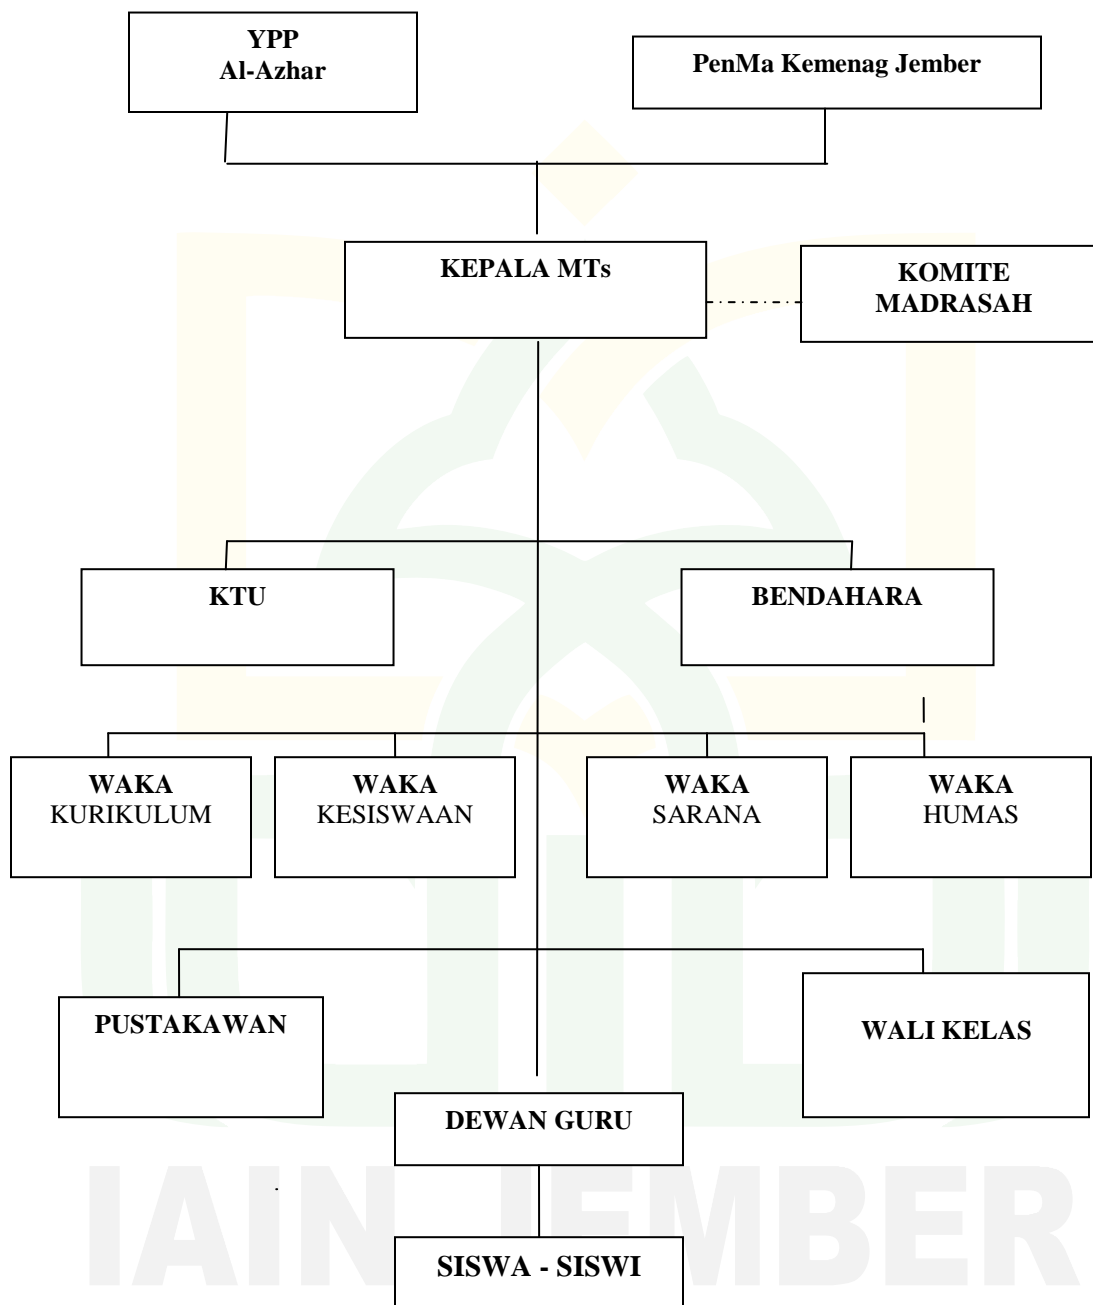 YPP
Al-Azhar
PenMa Kemenag Jember
KEPALA MTs
KOMITE
MADRASAH
KTU
BENDAHARA
WAKA
KURIKULUM
WAKA
KESISWAAN
WAKA
SARANA
WAKA
HUMAS
PUSTAKAWAN
WALI KELAS
DEWAN GURU
SISWA - SISWI
IAIN JEMBER